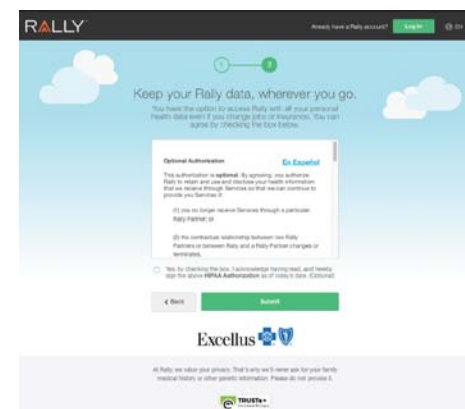 RALLY
Already have a Rally account?
Log In
EN
1
2
Keep your Rally data, wherever you go.
You have the option to access Rally with all your personal
health data even if you change jobs or insurance. You can
agree by checking the box below.
Optional Authorization
En Español
This authorization is optional. By agreeing, you authorize
Rally to retain and use and disclose your health information
that we receive through Services so that we can continue to
provide you Services if:
(i) you no longer receive Services through a particular
Rally Partner; or
(ii) the contractual relationship between two Rally
Partners or between Rally and a Rally Partner changes or
terminates.
Yes, by checking the box, I acknowledge having read, and hereby
sign the above HIPAA Authorization as of today's date. (Optional)
< Back
Submit
Excellus
At Rally, we value your privacy. That's why we'll never ask for your family
medical history or other genetic information. Please do not provide it.
TRUSTe